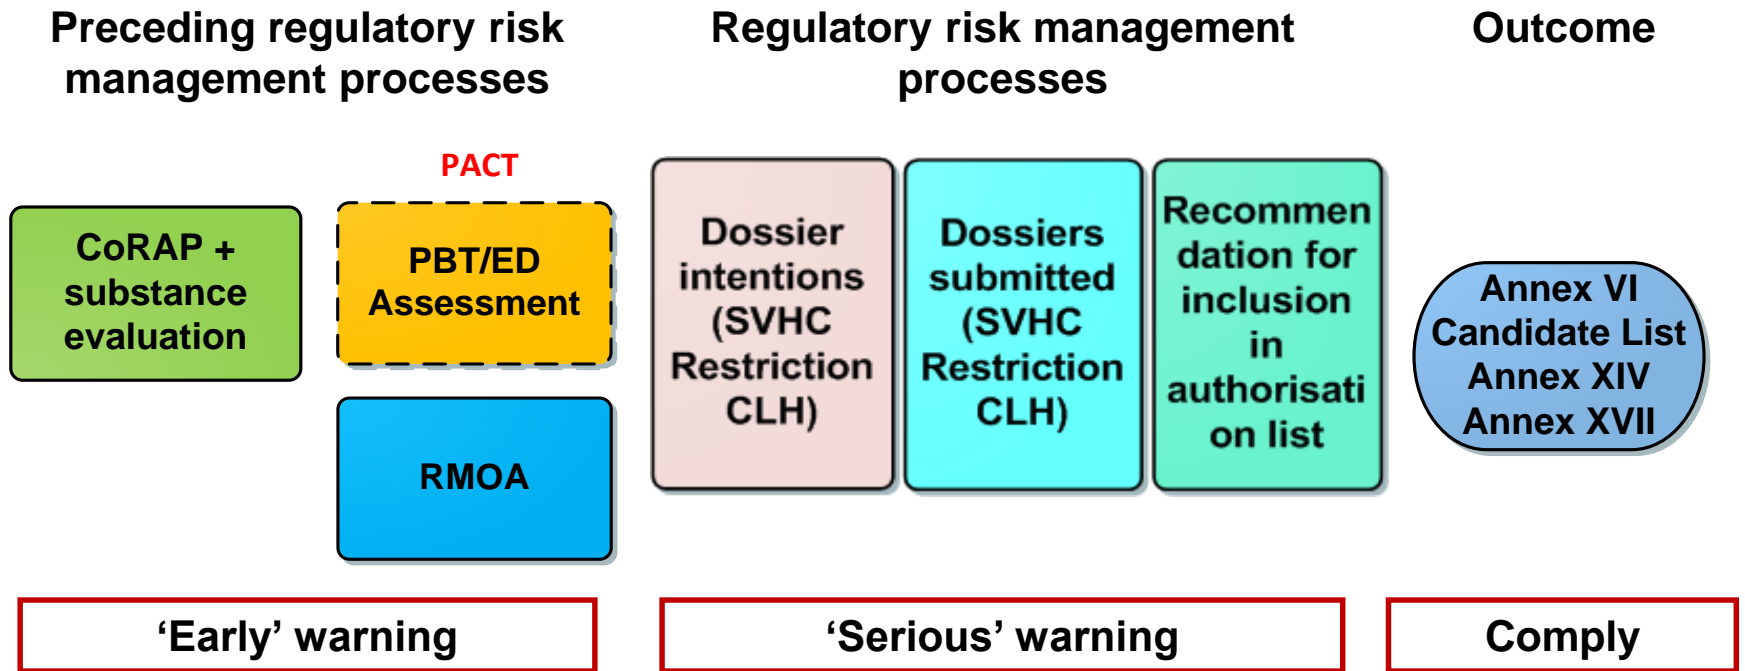 Preceding regulatory risk
management processes
Regulatory risk management
processes
Outcome
PACT
CoRAP +
substance
evaluation
PBT/ED
Assessment
RMOA
Dossier
intentions
(SVHC
Restriction
CLH)
Dossiers
submitted
(SVHC
Restriction
CLH)
Recommen
dation for
inclusion
in
authorisati
on list
Annex VI
Candidate List
Annex XIV
Annex XVII
‘Early’ warning
‘Serious’ warning
Comply